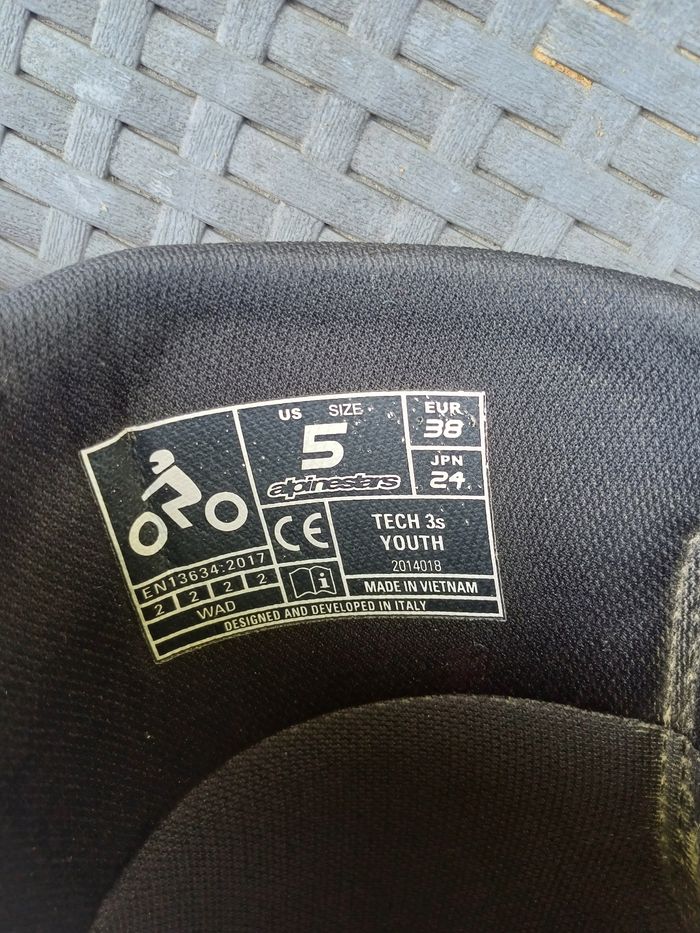 US SIZE
5
alpinestars
EUR
38
JPN
24
EN13634:2017
2 2 2 2
WAD
CE
i
TECH 3s
YOUTH
2014018
MADE IN VIETNAM
DESIGNED AND DEVELOPED IN ITALY